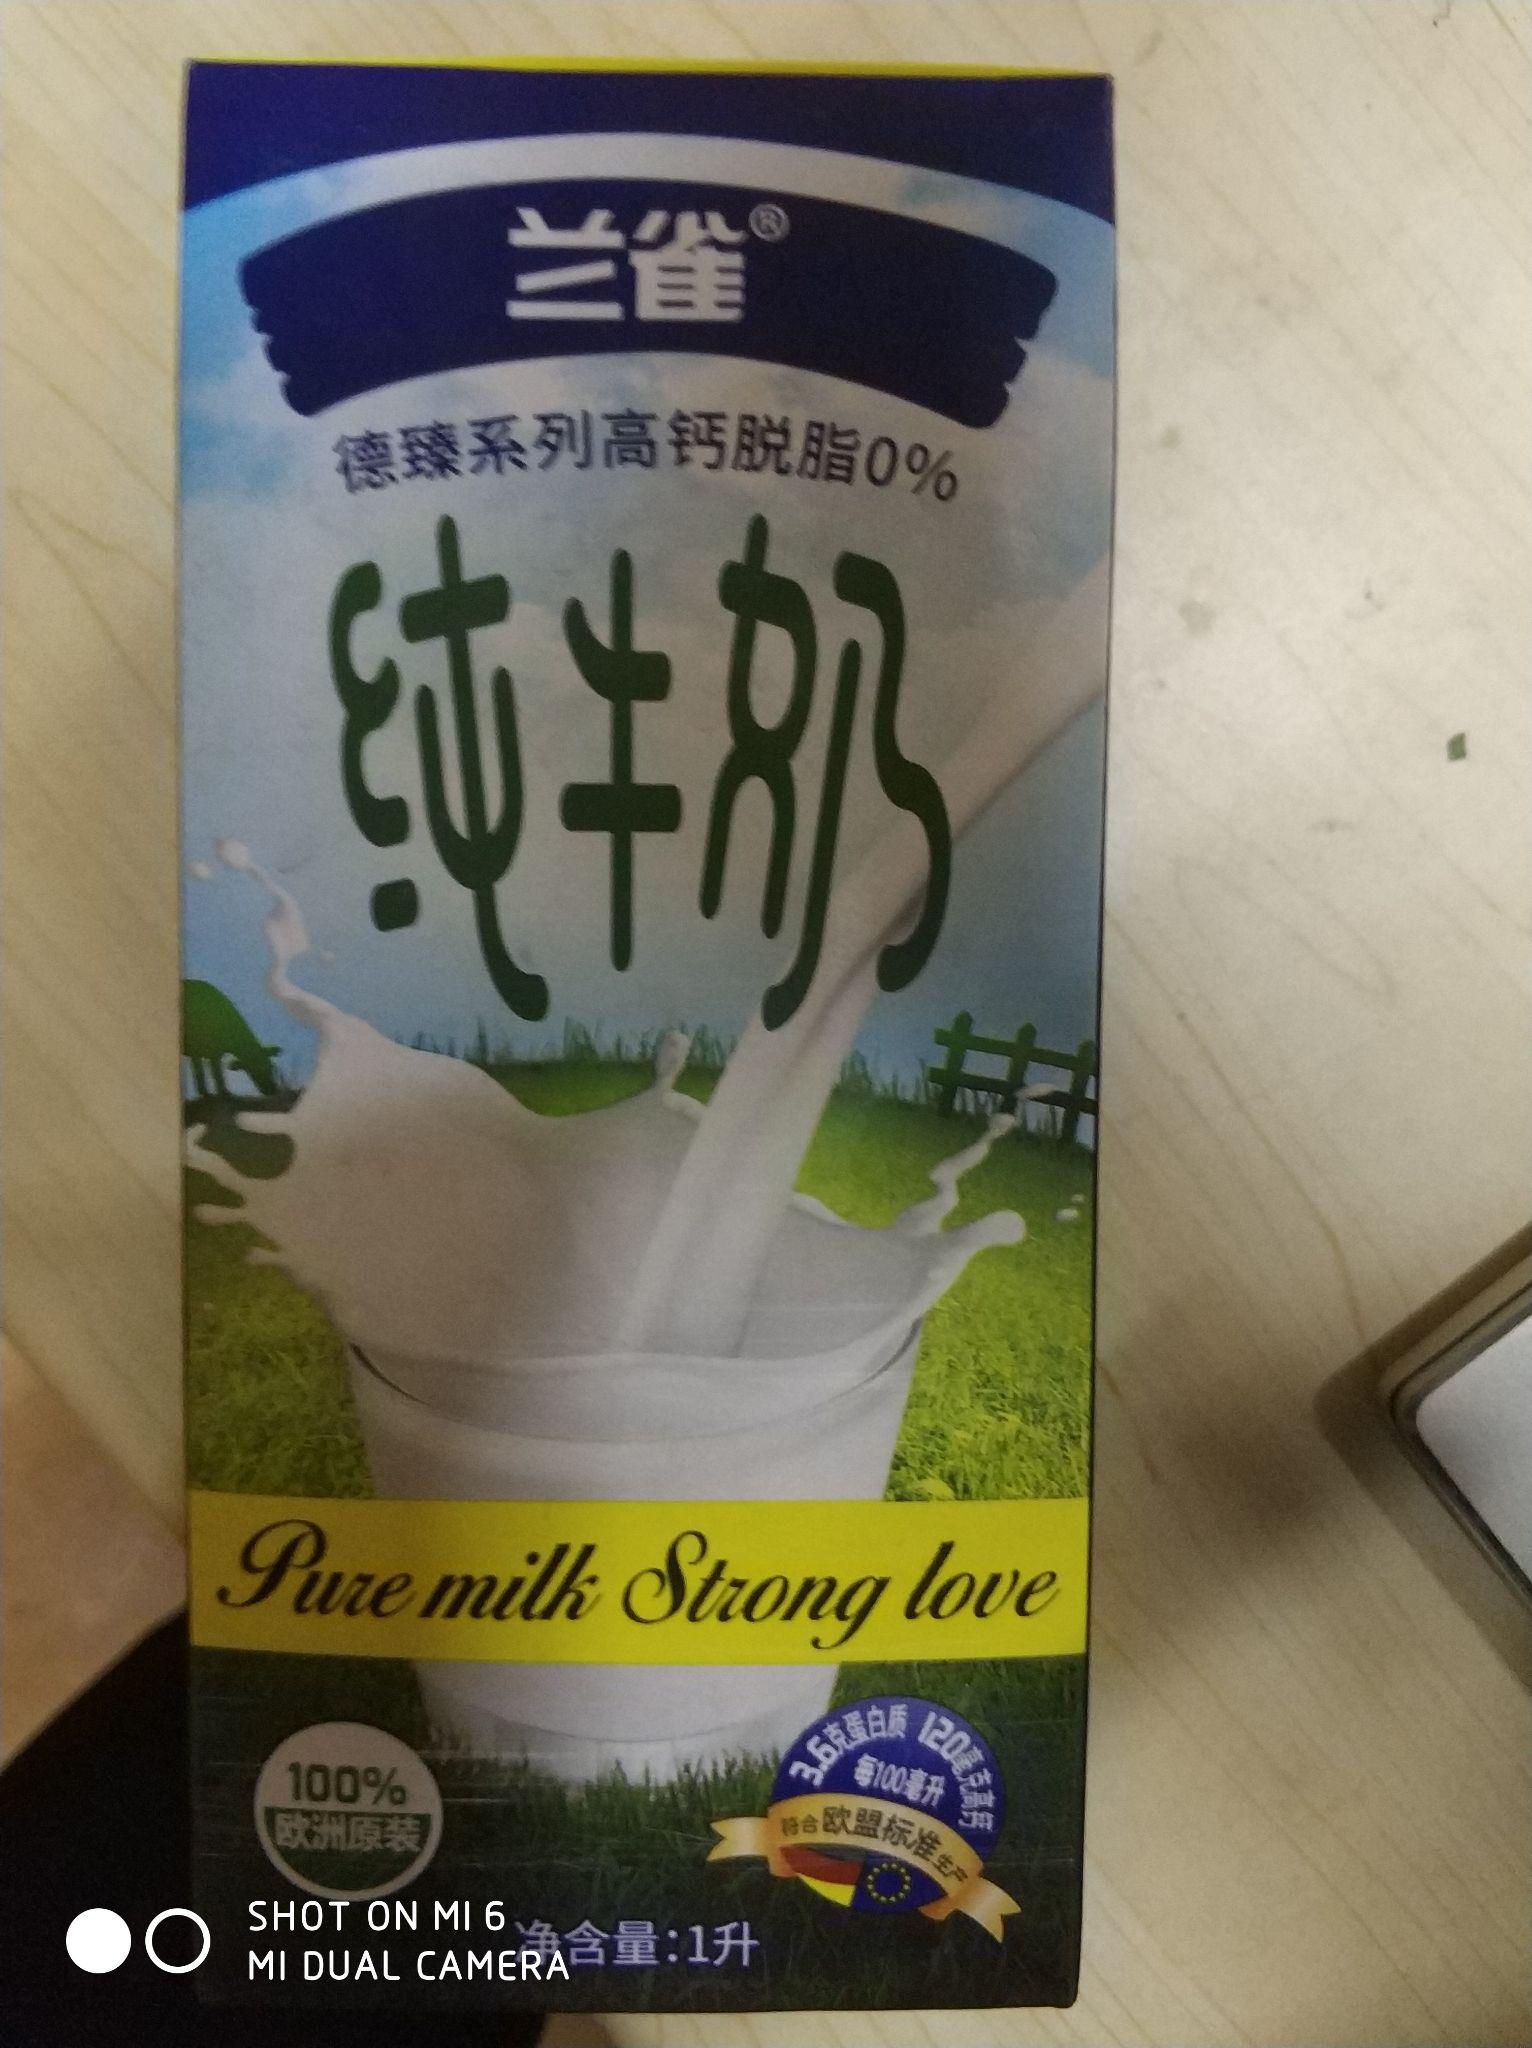 兰雀®
德臻系列高钙脱脂0%
纯牛奶
Pure milk Strong love
3.6克蛋白质 120毫克高钙
每100毫升
100%
欧洲原装
符合欧盟标准生产
净含量:1升
SHOT ON MI 6
MI DUAL CAMERA